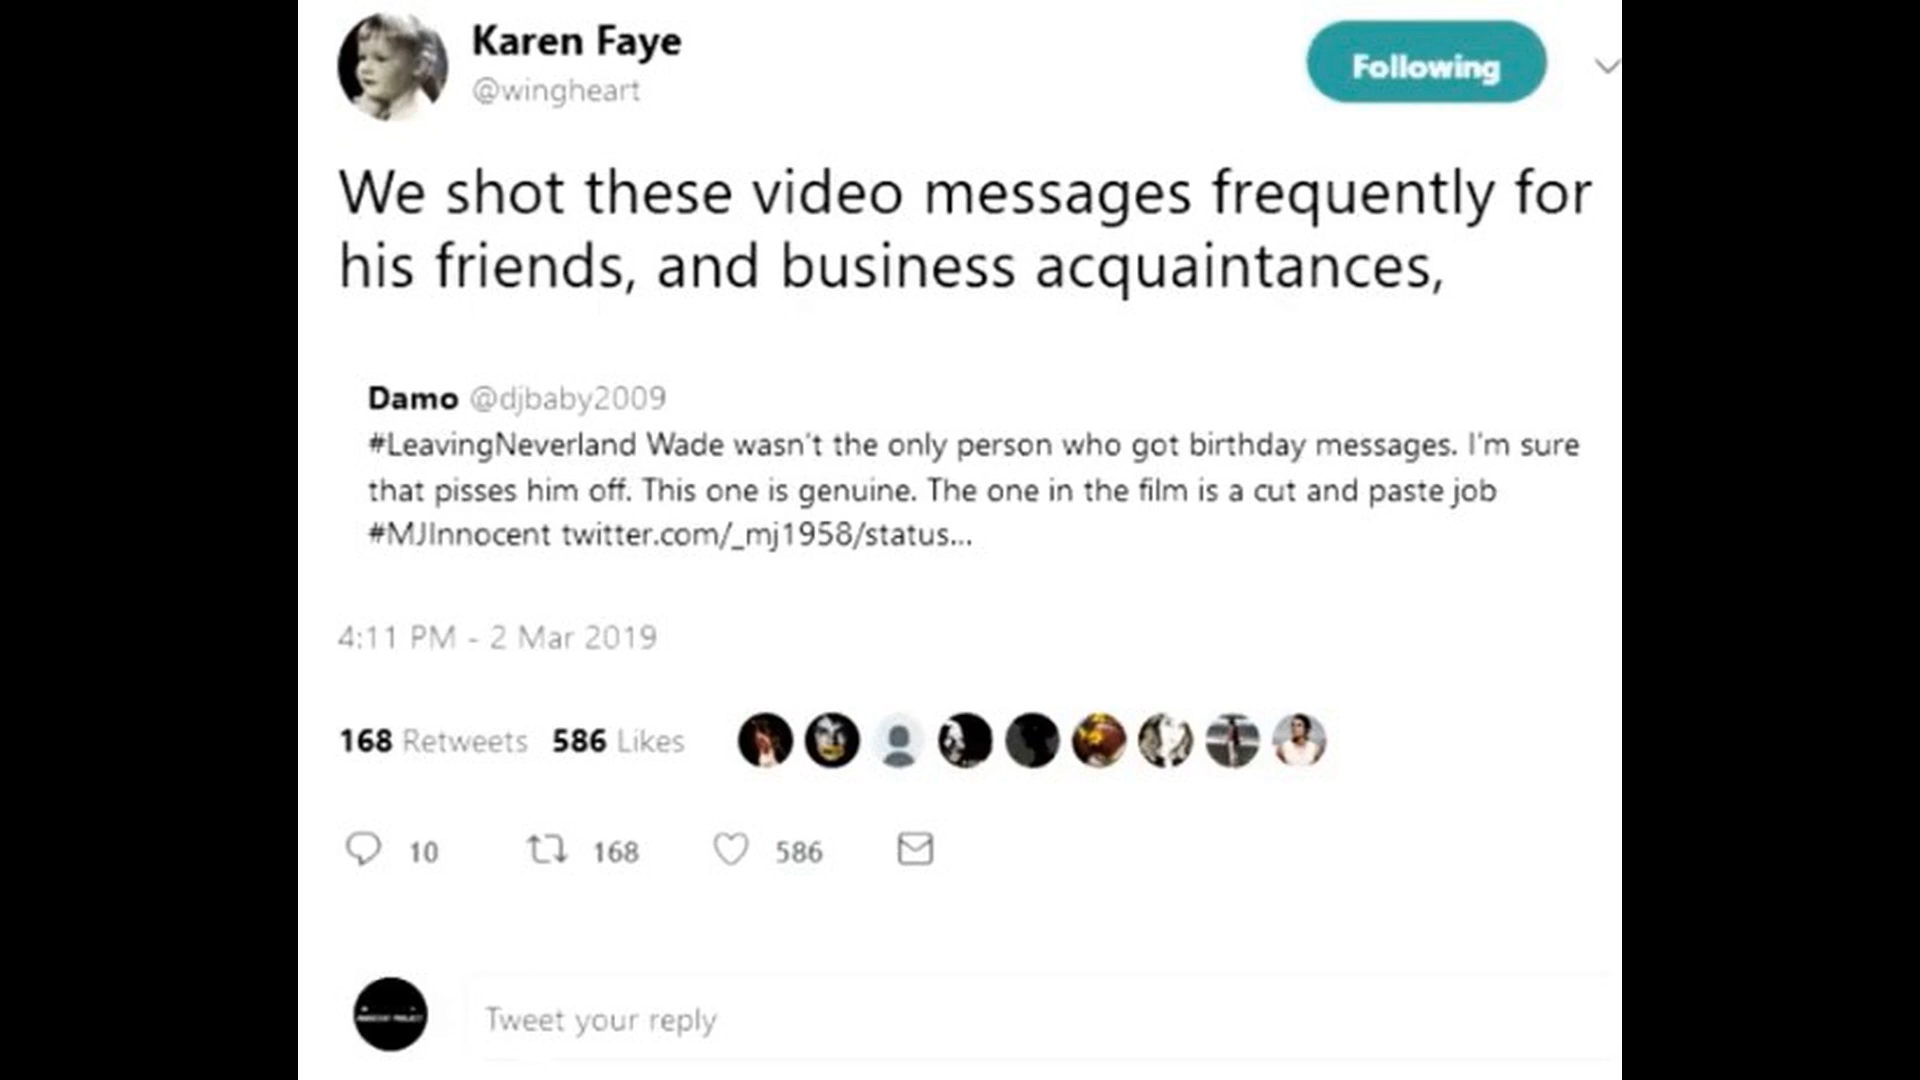 Karen Faye
@wingheart
Following
We shot these video messages frequently for
his friends, and business acquaintances,
Damo @djbaby2009
#LeavingNeverland Wade wasn't the only person who got birthday messages. I'm sure
that pisses him off. This one is genuine. The one in the film is a cut and paste job
#MJInnocent twitter.com/_mj1958/status...
4:11 PM - 2 Mar 2019
168 Retweets 586 Likes
10 168 586
Tweet your reply